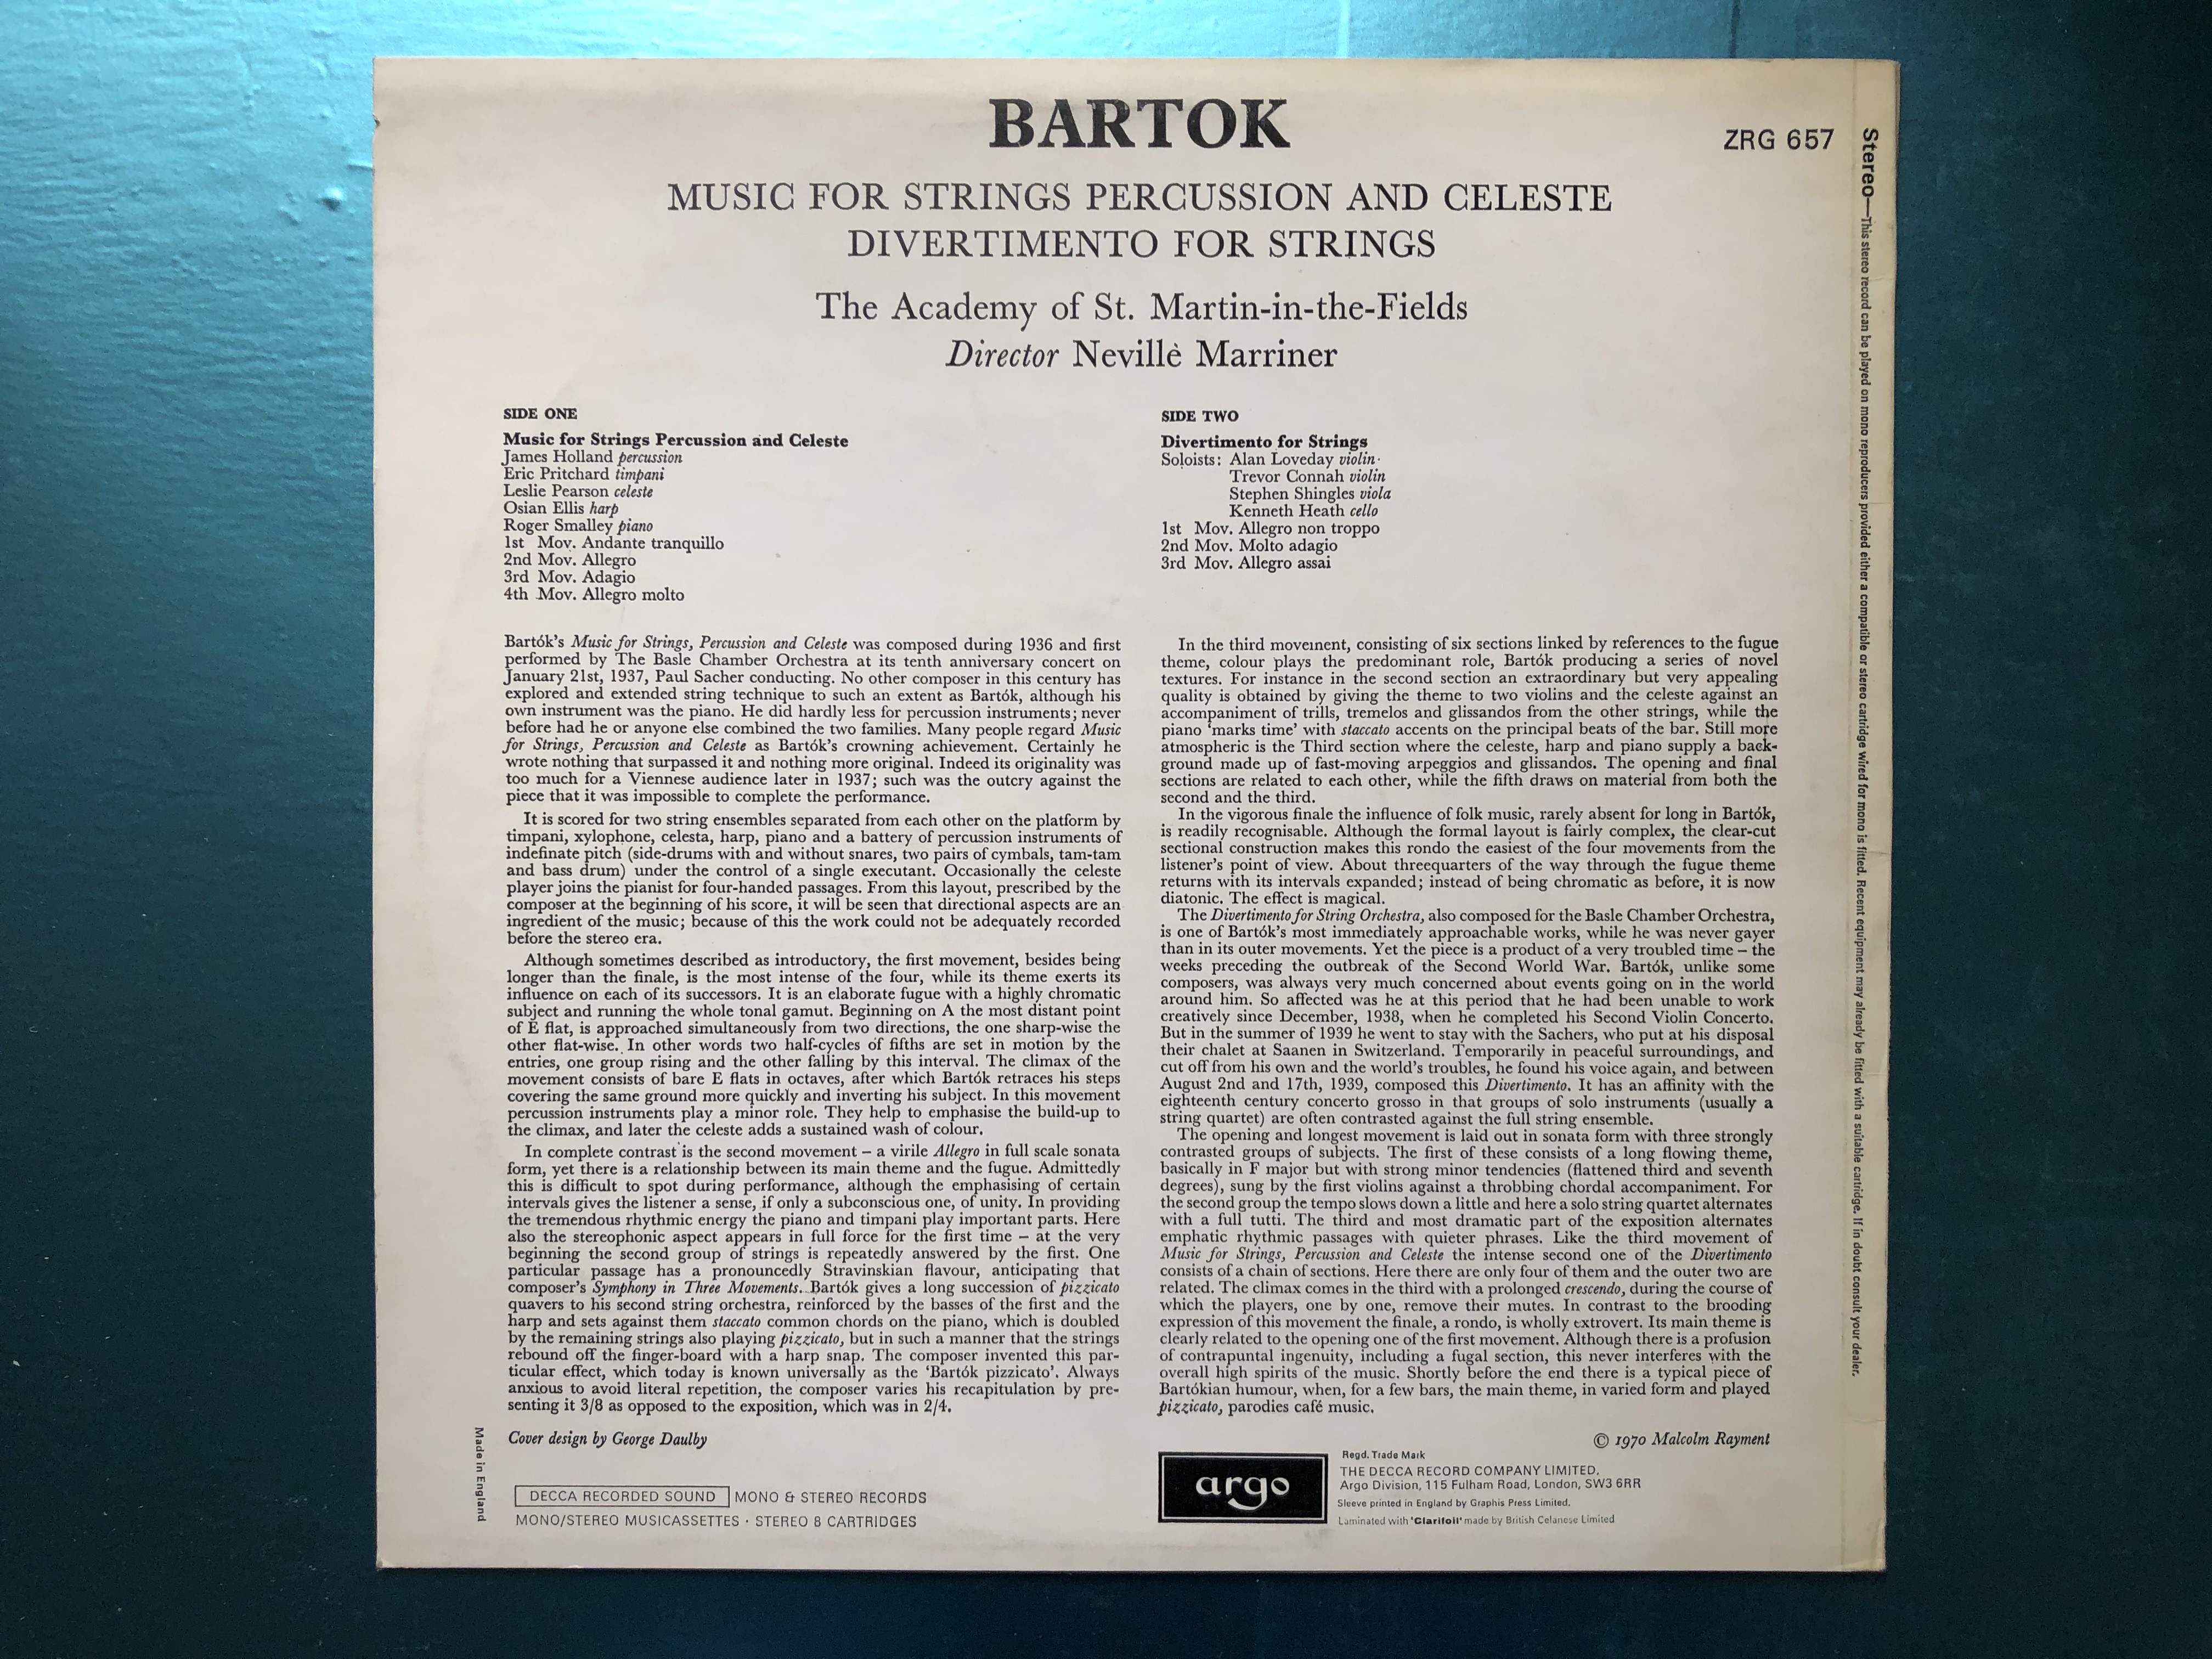 BARTOK
ZRG 657
MUSIC FOR STRINGS PERCUSSION AND CELESTE
DIVERTIMENTO FOR STRINGS
The Academy of St. Martin-in-the-Fields
Director Neville Marriner
SIDE ONE
Music for Strings Percussion and Celeste
James Holland percussion
Eric Pritchard timpani
Leslie Pearson celeste
Osian Ellis harp
Roger Smalley piano
1st Mov. Andante tranquillo
2nd Mov. Allegro
3rd Mov. Adagio
4th Mov. Allegro molto
SIDE TWO
Divertimento for Strings
Soloists: Alan Loveday violin
Trevor Connah violin
Stephen Shingles viola
Kenneth Heath cello
1st Mov. Allegro non troppo
2nd Mov. Molto adagio
3rd Mov. Allegro assai
Bartók's Music for Strings, Percussion and Celeste was composed during 1936 and first
performed by The Basle Chamber Orchestra at its tenth anniversary concert on
January 21st, 1937, Paul Sacher conducting. No other composer in this century has
explored and extended string technique to such an extent as Bartók, although his
own instrument was the piano. He did hardly less for percussion instruments; never
before had he or anyone else combined the two families. Many people regard Music
for Strings, Percussion and Celeste as Bartók's crowning achievement. Certainly he
wrote nothing that surpassed it and nothing more original. Indeed its originality was
too much for a Viennese audience later in 1937; such was the outcry against the
piece that it was impossible to complete the performance.
It is scored for two string ensembles separated from each other on the platform by
timpani, xylophone, celesta, harp, piano and a battery of percussion instruments of
indefinate pitch (side-drums with and without snares, two pairs of cymbals, tam-tam
and bass drum) under the control of a single executant. Occasionally the celeste
player joins the pianist for four-handed passages. From this layout, prescribed by the
composer at the beginning of his score, it will be seen that directional aspects are an
ingredient of the music; because of this the work could not be adequately recorded
before the stereo era.
Although sometimes described as introductory, the first movement, besides being
longer than the finale, is the most intense of the four, while its theme exerts its
influence on each of its successors. It is an elaborate fugue with a highly chromatic
subject and running the whole tonal gamut. Beginning on A the most distant point
of E flat, is approached simultaneously from two directions, the one sharp-wise the
other flat-wise. In other words two half-cycles of fifths are set in motion by the
entries, one group rising and the other falling by this interval. The climax of the
movement consists of bare E flats in octaves, after which Bartók retraces his steps
covering the same ground more quickly and inverting his subject. In this movement
percussion instruments play a minor role. They help to emphasise the build-up to
the climax, and later the celeste adds a sustained wash of colour.
In complete contrast is the second movement – a virile Allegro in full scale sonata
form, yet there is a relationship between its main theme and the fugue. Admittedly
this is difficult to spot during performance, although the emphasising of certain
intervals gives the listener a sense, if only a subconscious one, of unity. In providing
the tremendous rhythmic energy the piano and timpani play important parts. Here
also the stereophonic aspect appears in full force for the first time – at the very
beginning the second group of strings is repeatedly answered by the first. One
particular passage has a pronouncedly Stravinskian flavour, anticipating that
composer's Symphony in Three Movements. Bartók gives a long succession of pizzicato
quavers to his second string orchestra, reinforced by the basses of the first and the
harp and sets against them staccato common chords on the piano, which is doubled
by the remaining strings also playing pizzicato, but in such a manner that the strings
rebound off the finger-board with a harp snap. The composer invented this par-
ticular effect, which today is known universally as the 'Bartók pizzicato'. Always
anxious to avoid literal repetition, the composer varies his recapitulation by pre-
senting it 3/8 as opposed to the exposition, which was in 2/4.
In the third movement, consisting of six sections linked by references to the fugue
theme, colour plays the predominant role, Bartók producing a series of novel
textures. For instance in the second section an extraordinary but very appealing
quality is obtained by giving the theme to two violins and the celeste against an
accompaniment of trills, tremelos and glissandos from the other strings, while the
piano 'marks time' with staccato accents on the principal beats of the bar. Still more
atmospheric is the Third section where the celeste, harp and piano supply a back-
ground made up of fast-moving arpeggios and glissandos. The opening and final
sections are related to each other, while the fifth draws on material from both the
second and the third.
In the vigorous finale the influence of folk music, rarely absent for long in Bartók,
is readily recognisable. Although the formal layout is fairly complex, the clear-cut
sectional construction makes this rondo the easiest of the four movements from the
listener's point of view. About threequarters of the way through the fugue theme
returns with its intervals expanded; instead of being chromatic as before, it is now
diatonic. The effect is magical.
The Divertimento for String Orchestra, also composed for the Basle Chamber Orchestra,
is one of Bartók's most immediately approachable works, while he was never gayer
than in its outer movements. Yet the piece is a product of a very troubled time – the
weeks preceding the outbreak of the Second World War. Bartók, unlike some
composers, was always very much concerned about events going on in the world
around him. So affected was he at this period that he had been unable to work
creatively since December, 1938, when he completed his Second Violin Concerto.
But in the summer of 1939 he went to stay with the Sachers, who put at his disposal
their chalet at Saanen in Switzerland. Temporarily in peaceful surroundings, and
cut off from his own and the world's troubles, he found his voice again, and between
August 2nd and 17th, 1939, composed this Divertimento. It has an affinity with the
eighteenth century concerto grosso in that groups of solo instruments (usually a
string quartet) are often contrasted against the full string ensemble.
The opening and longest movement is laid out in sonata form with three strongly
contrasted groups of subjects. The first of these consists of a long flowing theme,
basically in F major but with strong minor tendencies (flattened third and seventh
degrees), sung by the first violins against a throbbing chordal accompaniment. For
the second group the tempo slows down a little and here a solo string quartet alternates
with a full tutti. The third and most dramatic part of the exposition alternates
emphatic rhythmic passages with quieter phrases. Like the third movement of
Music for Strings, Percussion and Celeste the intense second one of the Divertimento
consists of a chain of sections. Here there are only four of them and the outer two are
related. The climax comes in the third with a prolonged crescendo, during the course of
which the players, one by one, remove their mutes. In contrast to the brooding
expression of this movement the finale, a rondo, is wholly extrovert. Its main theme is
clearly related to the opening one of the first movement. Although there is a profusion
of contrapuntal ingenuity, including a fugal section, this never interferes with the
overall high spirits of the music. Shortly before the end there is a typical piece of
Bartókian humour, when, for a few bars, the main theme, in varied form and played
pizzicato, parodies café music.
Cover design by George Daulby
© 1970 Malcolm Rayment
Made in England
DECCA RECORDED SOUND MONO & STEREO RECORDS
MONO/STEREO MUSICASSETTES · STEREO 8 CARTRIDGES
argo
Regd. Trade Mark
THE DECCA RECORD COMPANY LIMITED,
Argo Division, 115 Fulham Road, London, SW3 6RR
Sleeve printed in England by Graphis Press Limited.
Laminated with 'Clarifoil' made by British Celanese Limited
Stereo—This stereo record can be played on mono reproducers provided either a compatible or stereo cartridge wired for mono is fitted. Recent equipment may already be fitted with a suitable cartridge. If in doubt consult your dealer.